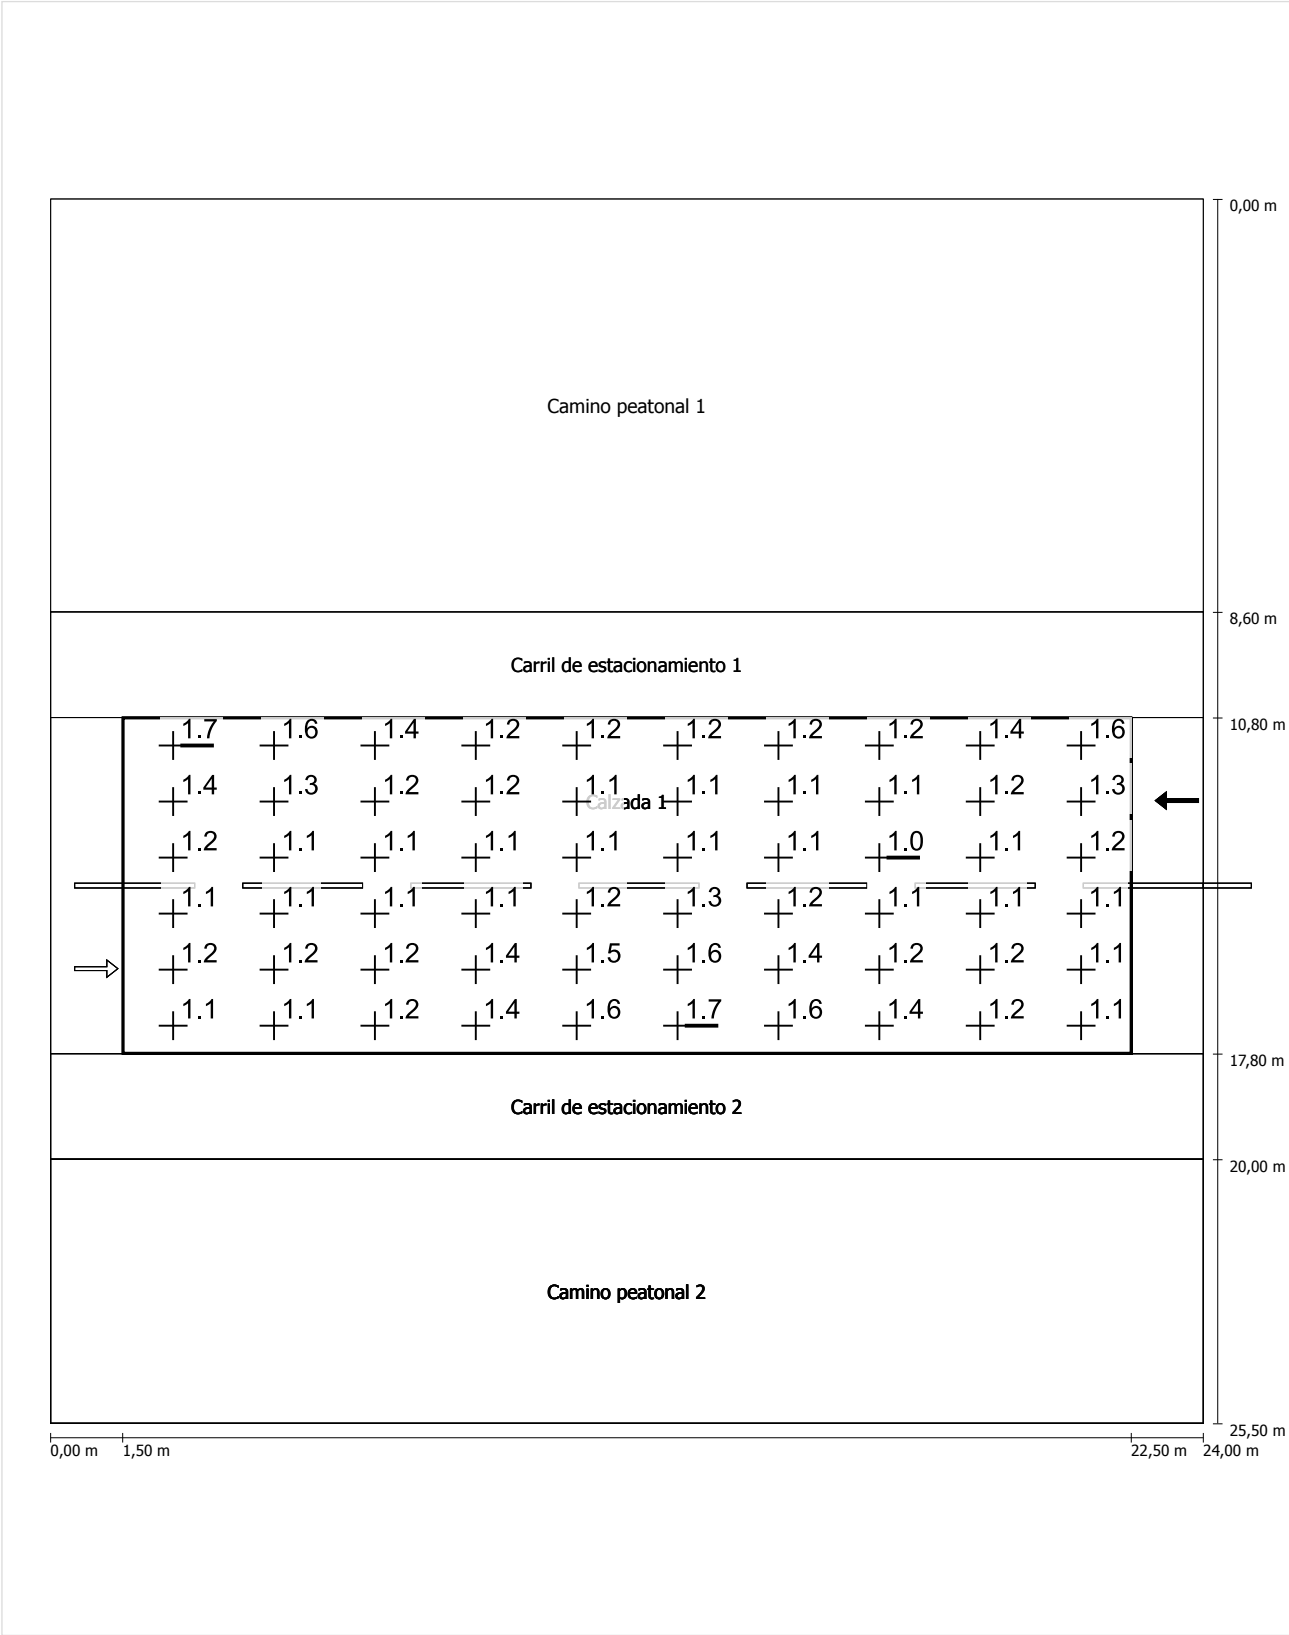 0,00 m
Camino peatonal 1
8,60 m
Carril de estacionamiento 1
10,80 m
1.7 1.6 1.4 1.2 1.2 1.2 1.2 1.2 1.4 1.6
1.4 1.3 1.2 1.2 1.1 1.1 1.1 1.1 1.2 1.3
Calzada 1
1.2 1.1 1.1 1.1 1.1 1.1 1.1 1.0 1.1 1.2
1.1 1.1 1.1 1.1 1.2 1.3 1.2 1.1 1.1 1.1
1.2 1.2 1.2 1.4 1.5 1.6 1.4 1.2 1.2 1.1
1.1 1.1 1.2 1.4 1.6 1.7 1.6 1.4 1.2 1.1
17,80 m
Carril de estacionamiento 2
20,00 m
Camino peatonal 2
25,50 m
0,00 m 1,50 m 22,50 m 24,00 m